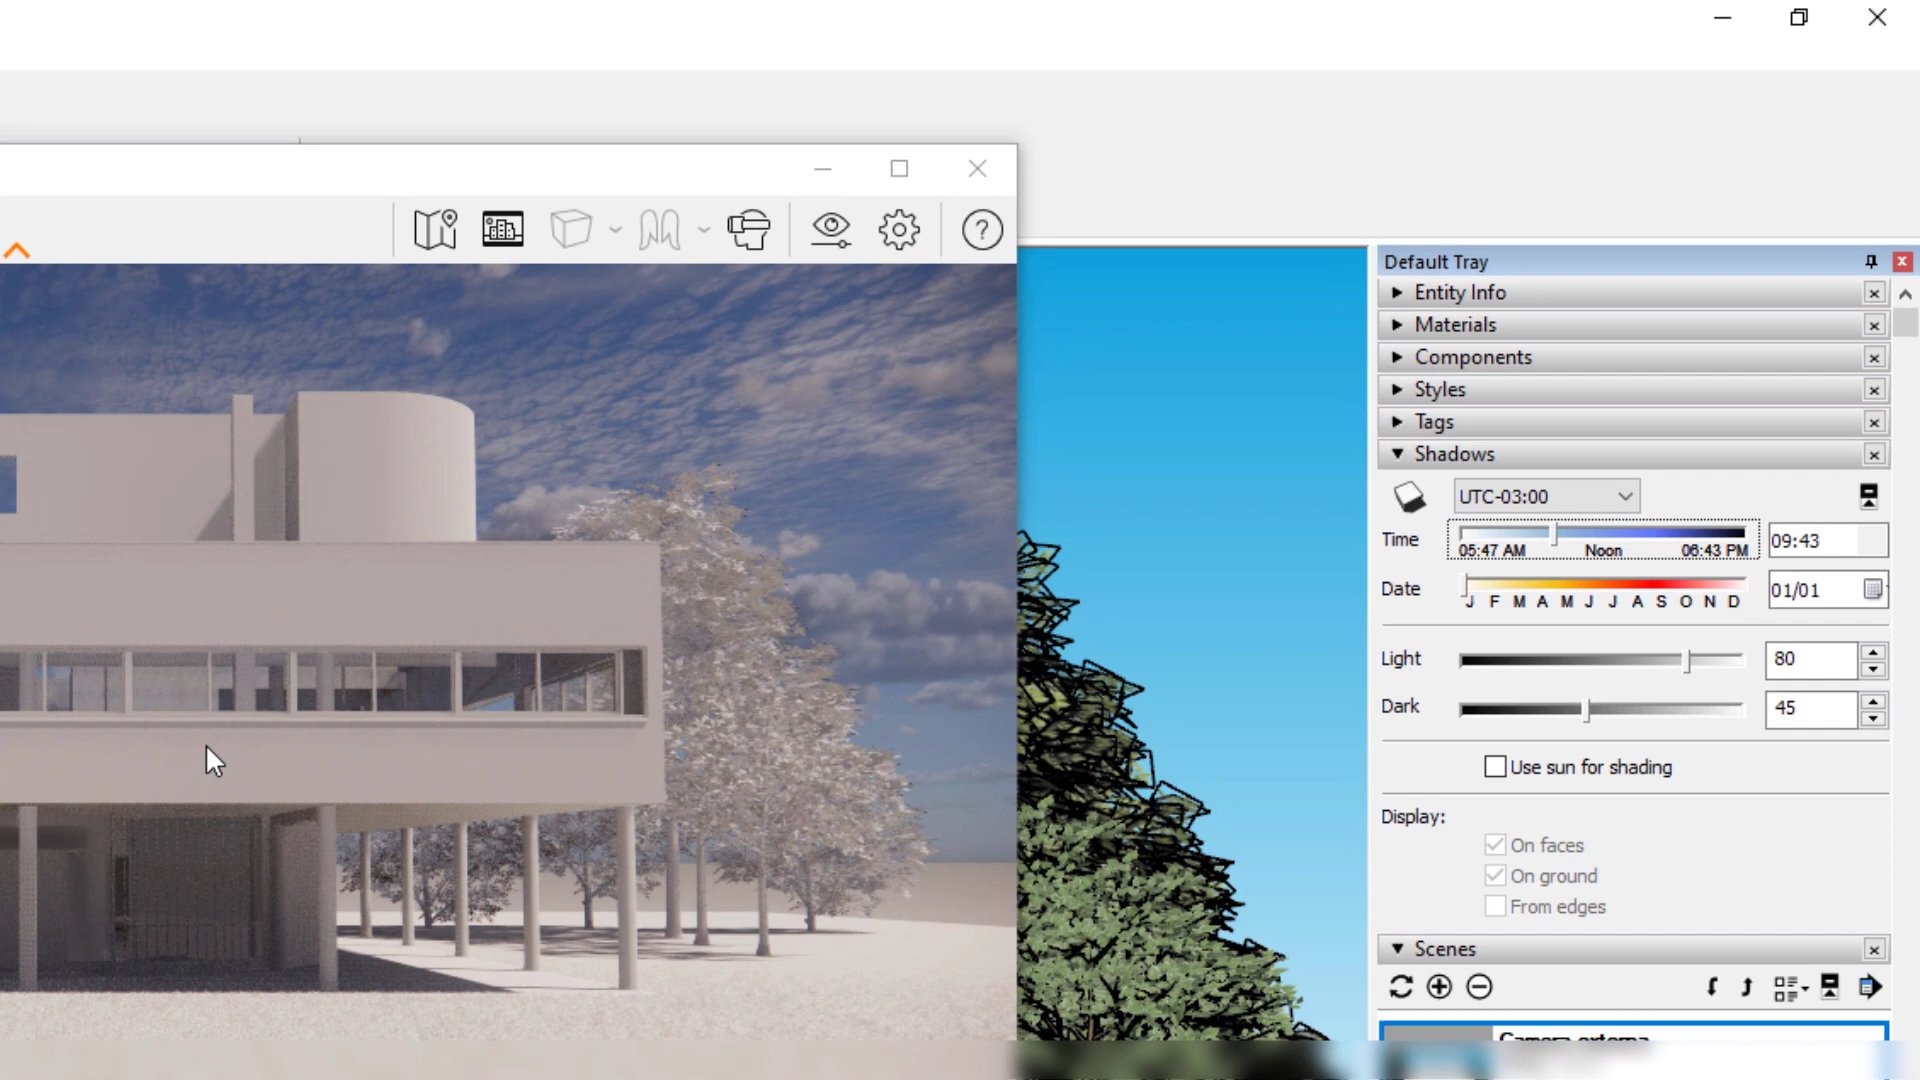 Default Tray
Entity Info
Materials
Components
Styles
Tags
Shadows
UTC-03:00
Time
05:47 AM Noon 06:43 PM
09:43
Date
J F M A M J J A S O N D
01/01
Light
80
Dark
45
Use sun for shading
Display:
On faces
On ground
From edges
Scenes
Camera externa